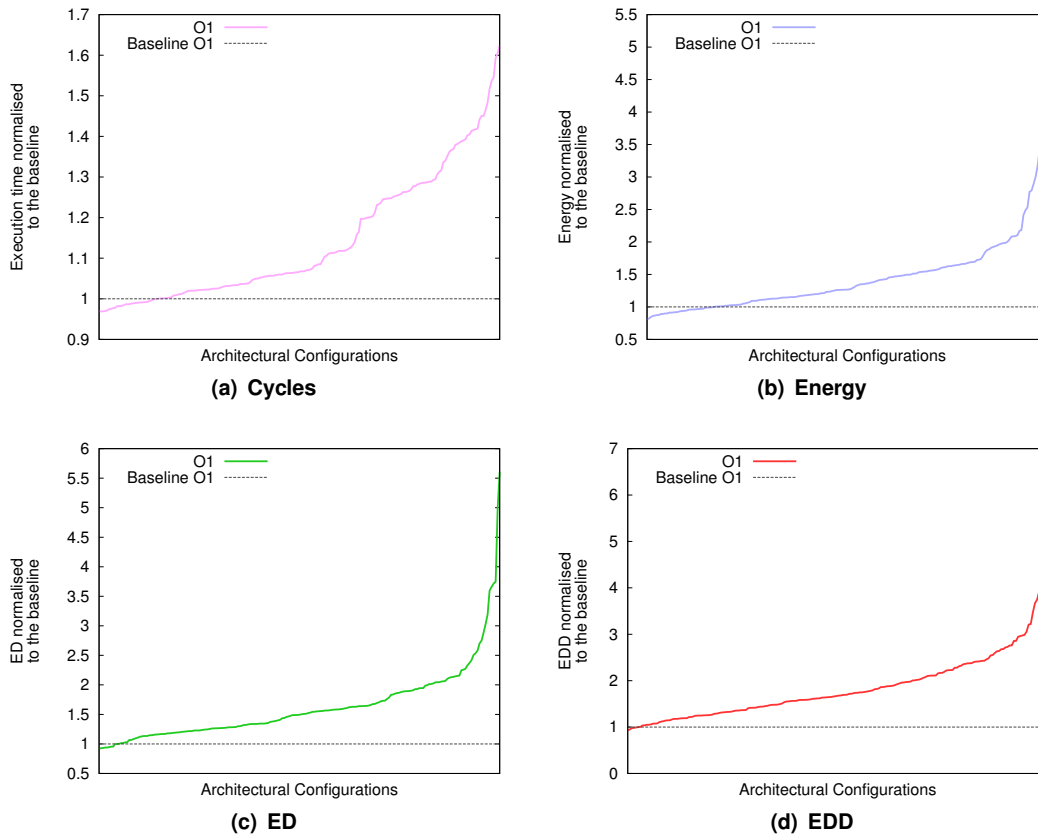 1.7
1.6
1.5
1.4
1.3
1.2
1.1
1
0.9
Execution time normalised
to the baseline
O1
Baseline O1
Architectural Configurations
(a) Cycles
5.5
5
4.5
4
3.5
3
2.5
2
1.5
1
0.5
Energy normalised
to the baseline
O1
Baseline O1
Architectural Configurations
(b) Energy
6
5.5
5
4.5
4
3.5
3
2.5
2
1.5
1
0.5
ED normalised
to the baseline
O1
Baseline O1
Architectural Configurations
(c) ED
7
6
5
4
3
2
1
0
EDD normalised
to the baseline
O1
Baseline O1
Architectural Configurations
(d) EDD